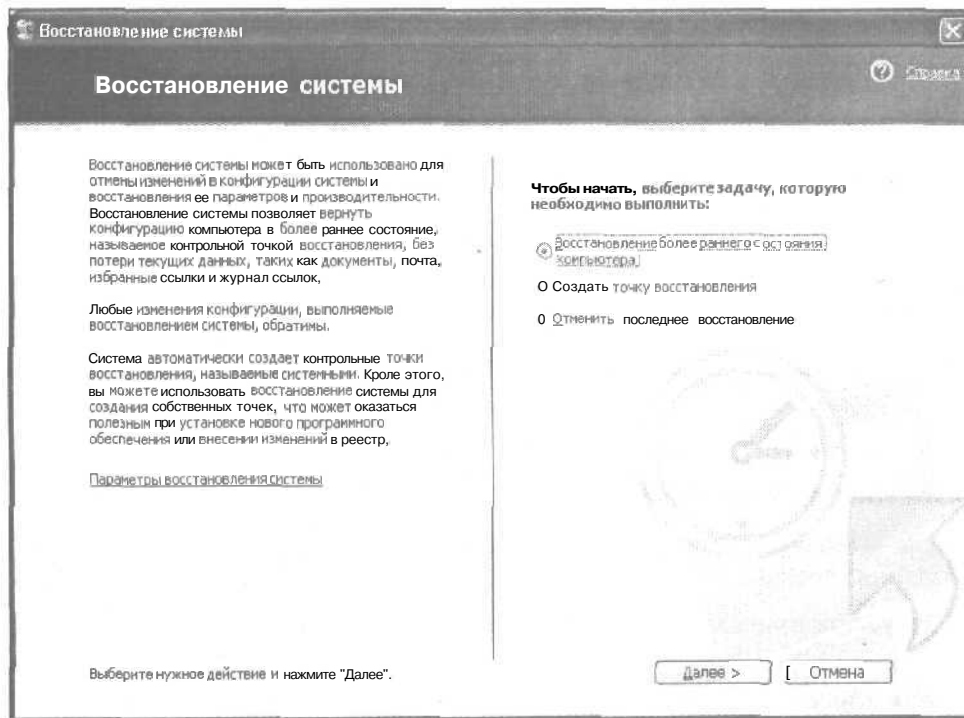 Восстановление системы
Восстановление системы
Справка
Восстановление системы может быть использовано для
отмены изменений в конфигурации системы и
восстановления ее параметров и производительности.
Восстановление системы позволяет вернуть
конфигурацию компьютера в более раннее состояние,
называемое контрольной точкой восстановления, без
потери текущих данных, таких как документы, почта,
избранные ссылки и журнал ссылок,
Любые изменения конфигурации, выполняемые
восстановлением системы, обратимы.
Система автоматически создает контрольные точки
восстановления, называемые системными. Кроле этого,
вы можете использовать восстановление системы для
создания собственных точек, что может оказаться
полезным при установке нового программного
обеспечения или внесении изменений в реестр,
Параметры восстановления системы
Чтобы начать, выберите задачу, которую
необходимо выполнить:
Восстановление более раннего состояния
компьютера
О Создать точку восстановления
0 Отменить последнее восстановление
Выберите нужное действие и нажмите "Далее".
Далее >
[ Отмена